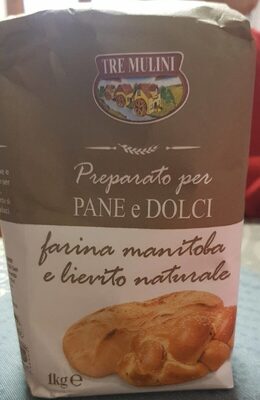 TRE MULINI
Preparato per
PANE e DOLCI
farina manitoba
e lievito naturale
1kg e